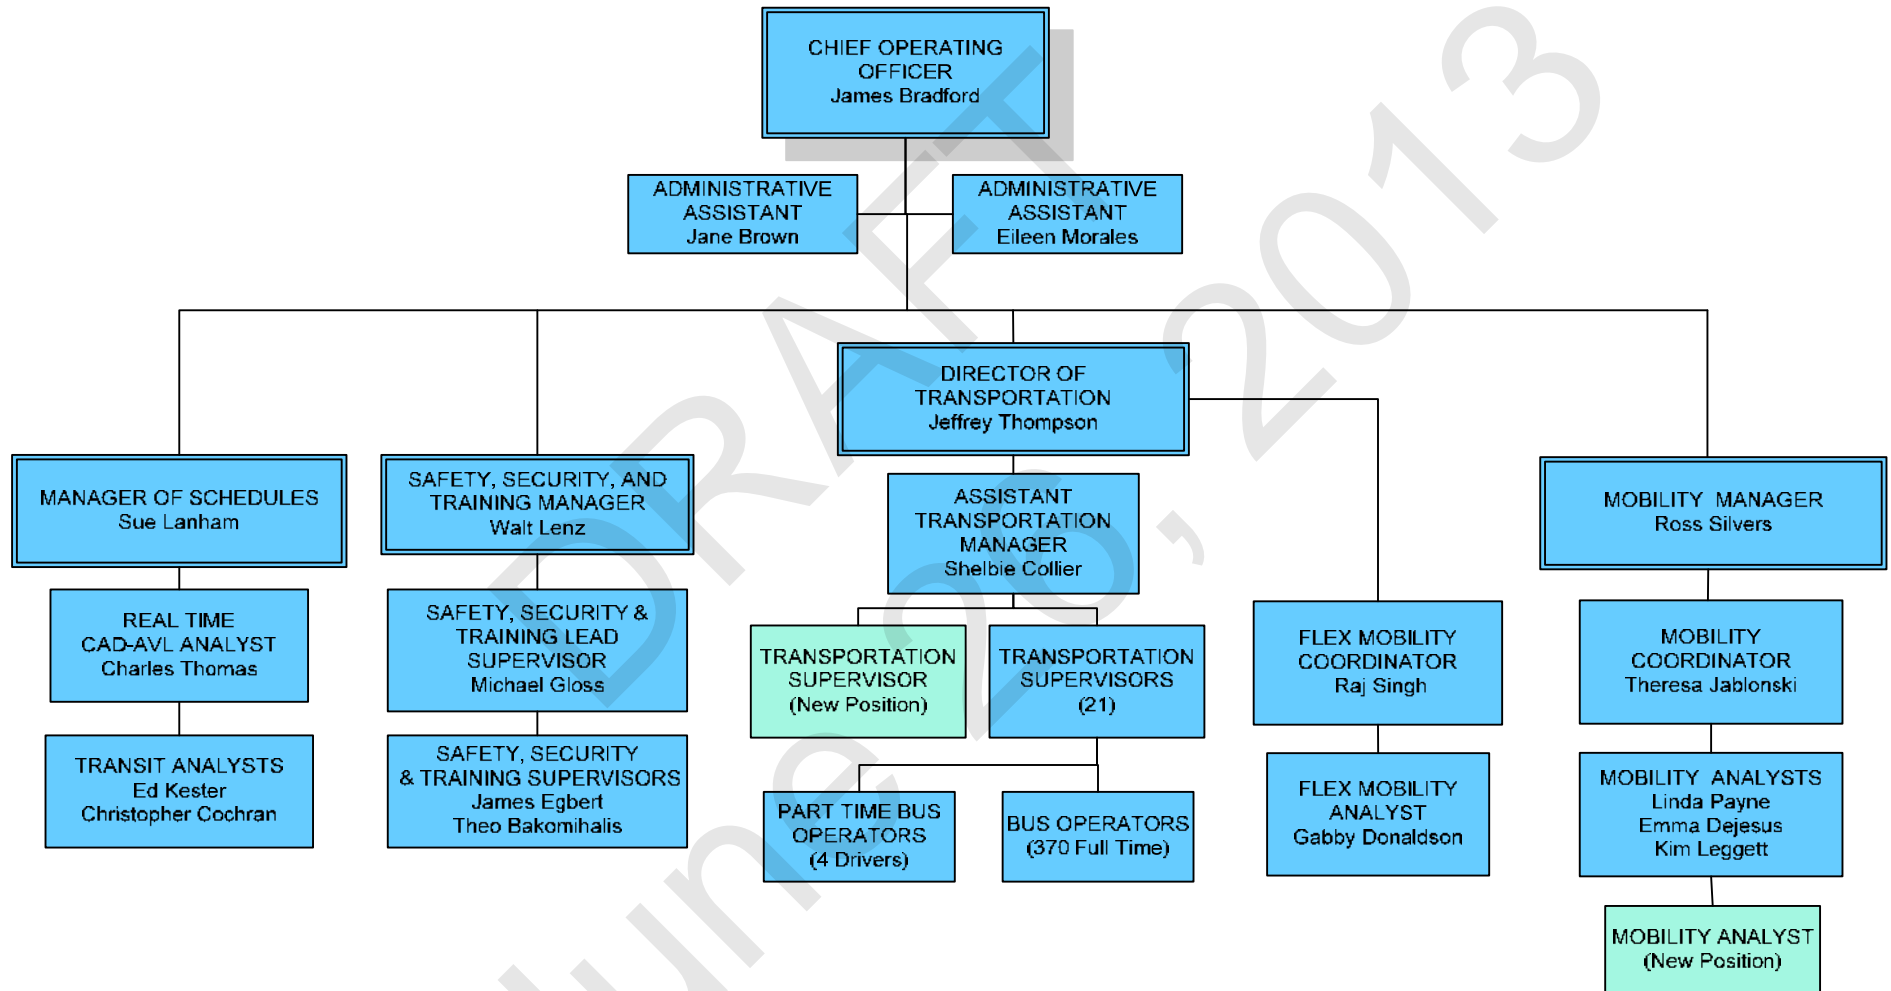 CHIEF OPERATING
OFFICER
James Bradford
ADMINISTRATIVE
ASSISTANT
Jane Brown
ADMINISTRATIVE
ASSISTANT
Eileen Morales
DIRECTOR OF
TRANSPORTATION
Jeffrey Thompson
MANAGER OF SCHEDULES
Sue Lanham
SAFETY, SECURITY, AND
TRAINING MANAGER
Walt Lenz
ASSISTANT
TRANSPORTATION
MANAGER
Shelbie Collier
MOBILITY MANAGER
Ross Silvers
REAL TIME
CAD-AVL ANALYST
Charles Thomas
SAFETY, SECURITY &
TRAINING LEAD
SUPERVISOR
Michael Gloss
TRANSPORTATION
SUPERVISOR
(New Position)
TRANSPORTATION
SUPERVISORS
(21)
FLEX MOBILITY
COORDINATOR
Raj Singh
MOBILITY
COORDINATOR
Theresa Jablonski
TRANSIT ANALYSTS
Ed Kester
Christopher Cochran
SAFETY, SECURITY
& TRAINING SUPERVISORS
James Egbert
Theo Bakomihalis
PART TIME BUS
OPERATORS
(4 Drivers)
BUS OPERATORS
(370 Full Time)
FLEX MOBILITY
ANALYST
Gabby Donaldson
MOBILITY ANALYSTS
Linda Payne
Emma Dejesus
Kim Leggett
MOBILITY ANALYST
(New Position)
DRAFT
June 26, 2013